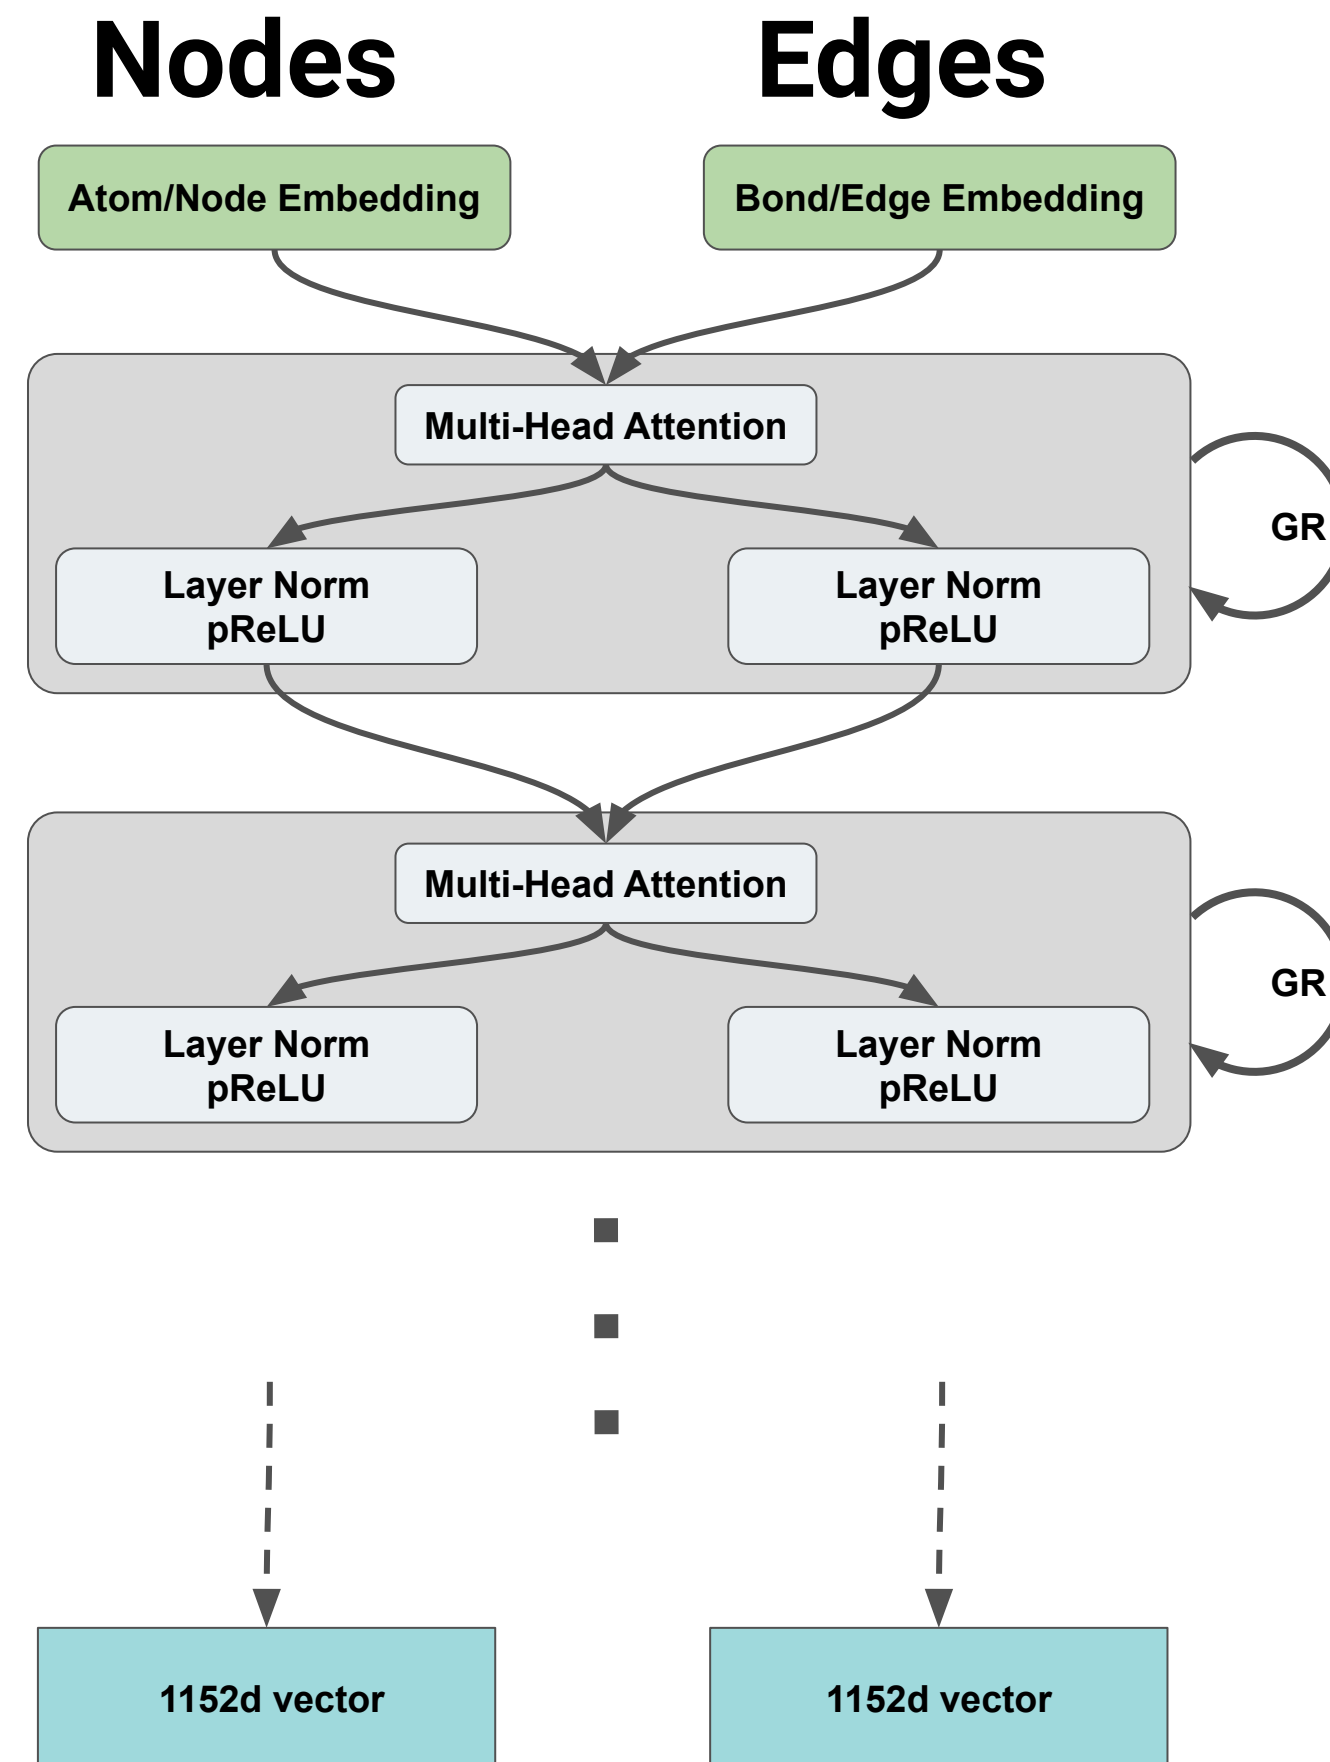 Nodes
Edges
Atom/Node Embedding
Bond/Edge Embedding
Multi-Head Attention
GR
Layer Norm
pReLU
Layer Norm
pReLU
Multi-Head Attention
GR
Layer Norm
pReLU
Layer Norm
pReLU
1152d vector
1152d vector